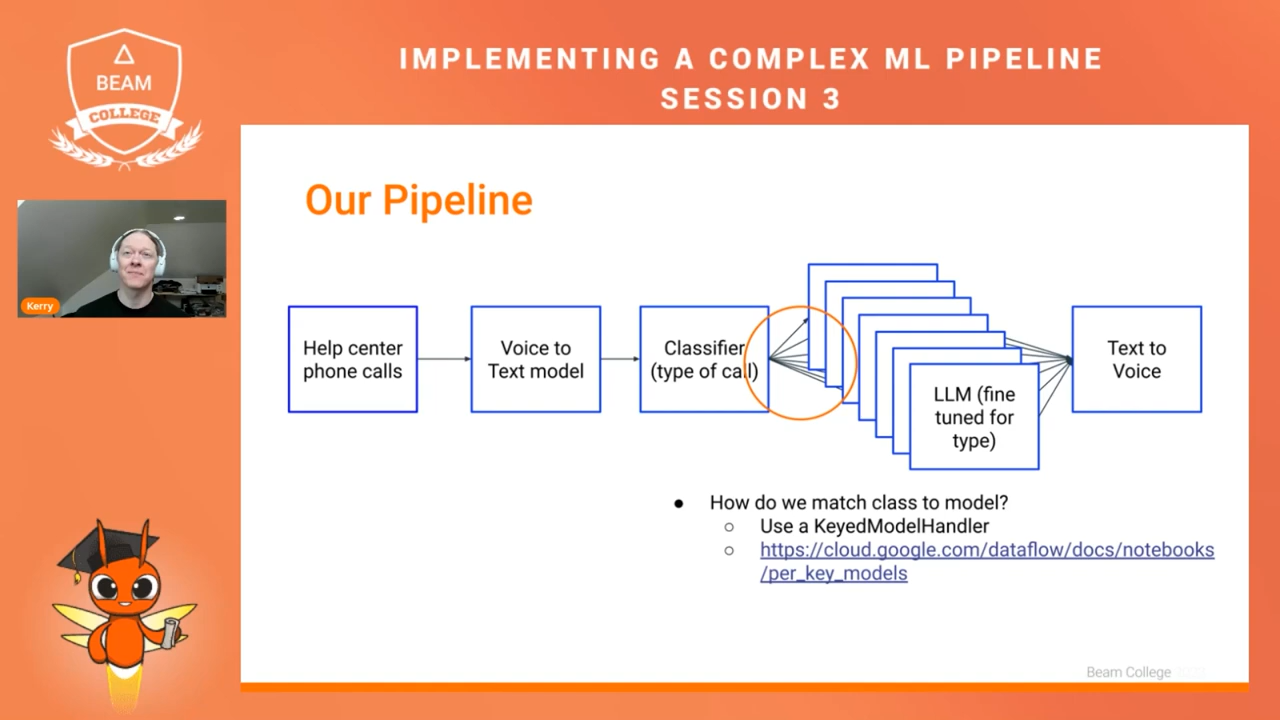 BEAM
COLLEGE
IMPLEMENTING A COMPLEX ML PIPELINE
SESSION 3
Kerry
Our Pipeline
Help center
phone calls
Voice to
Text model
Classifier
(type of call)
LLM (fine
tuned for
type)
Text to
Voice
● How do we match class to model?
○ Use a KeyedModelHandler
○ https://cloud.google.com/dataflow/docs/notebooks
/per_key_models
Beam College